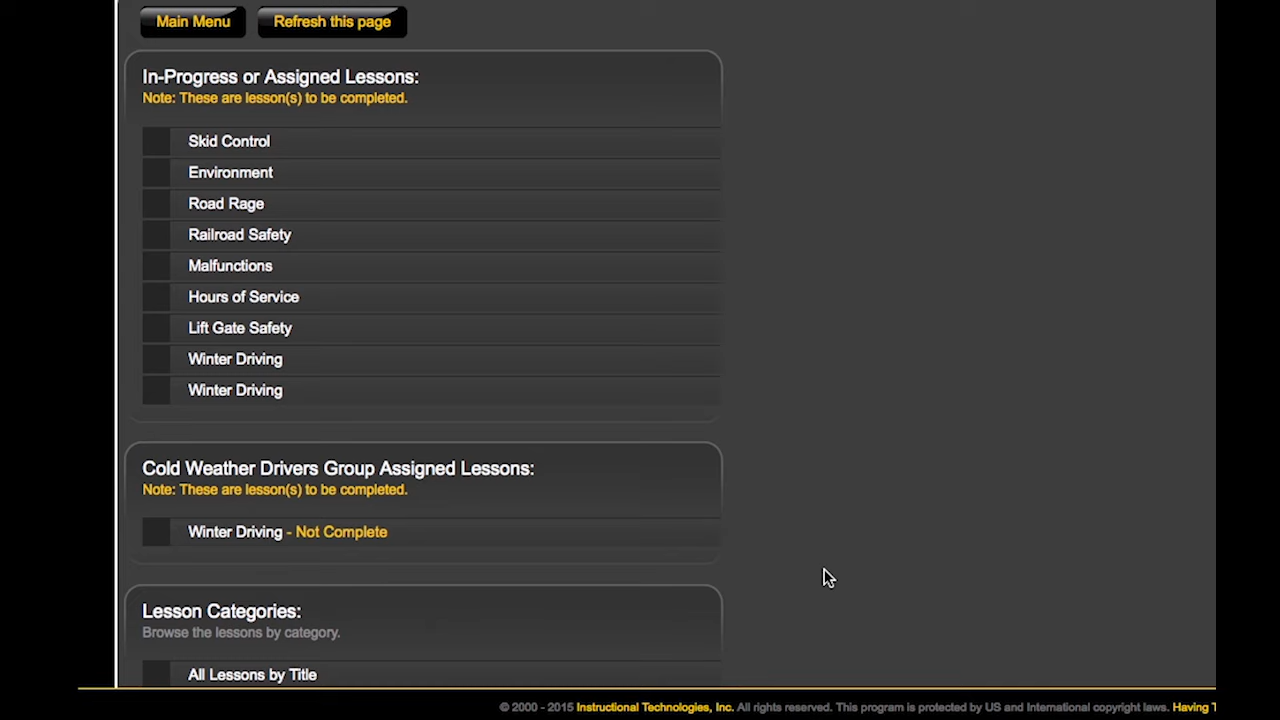 Main Menu
Refresh this page
In-Progress or Assigned Lessons:
Note: These are lesson(s) to be completed.
Skid Control
Environment
Road Rage
Railroad Safety
Malfunctions
Hours of Service
Lift Gate Safety
Winter Driving
Winter Driving
Cold Weather Drivers Group Assigned Lessons:
Note: These are lesson(s) to be completed.
Winter Driving - Not Complete
Lesson Categories:
Browse the lessons by category.
All Lessons by Title
© 2000 - 2015 Instructional Technologies, Inc. All rights reserved. This program is protected by US and International copyright laws. Having T